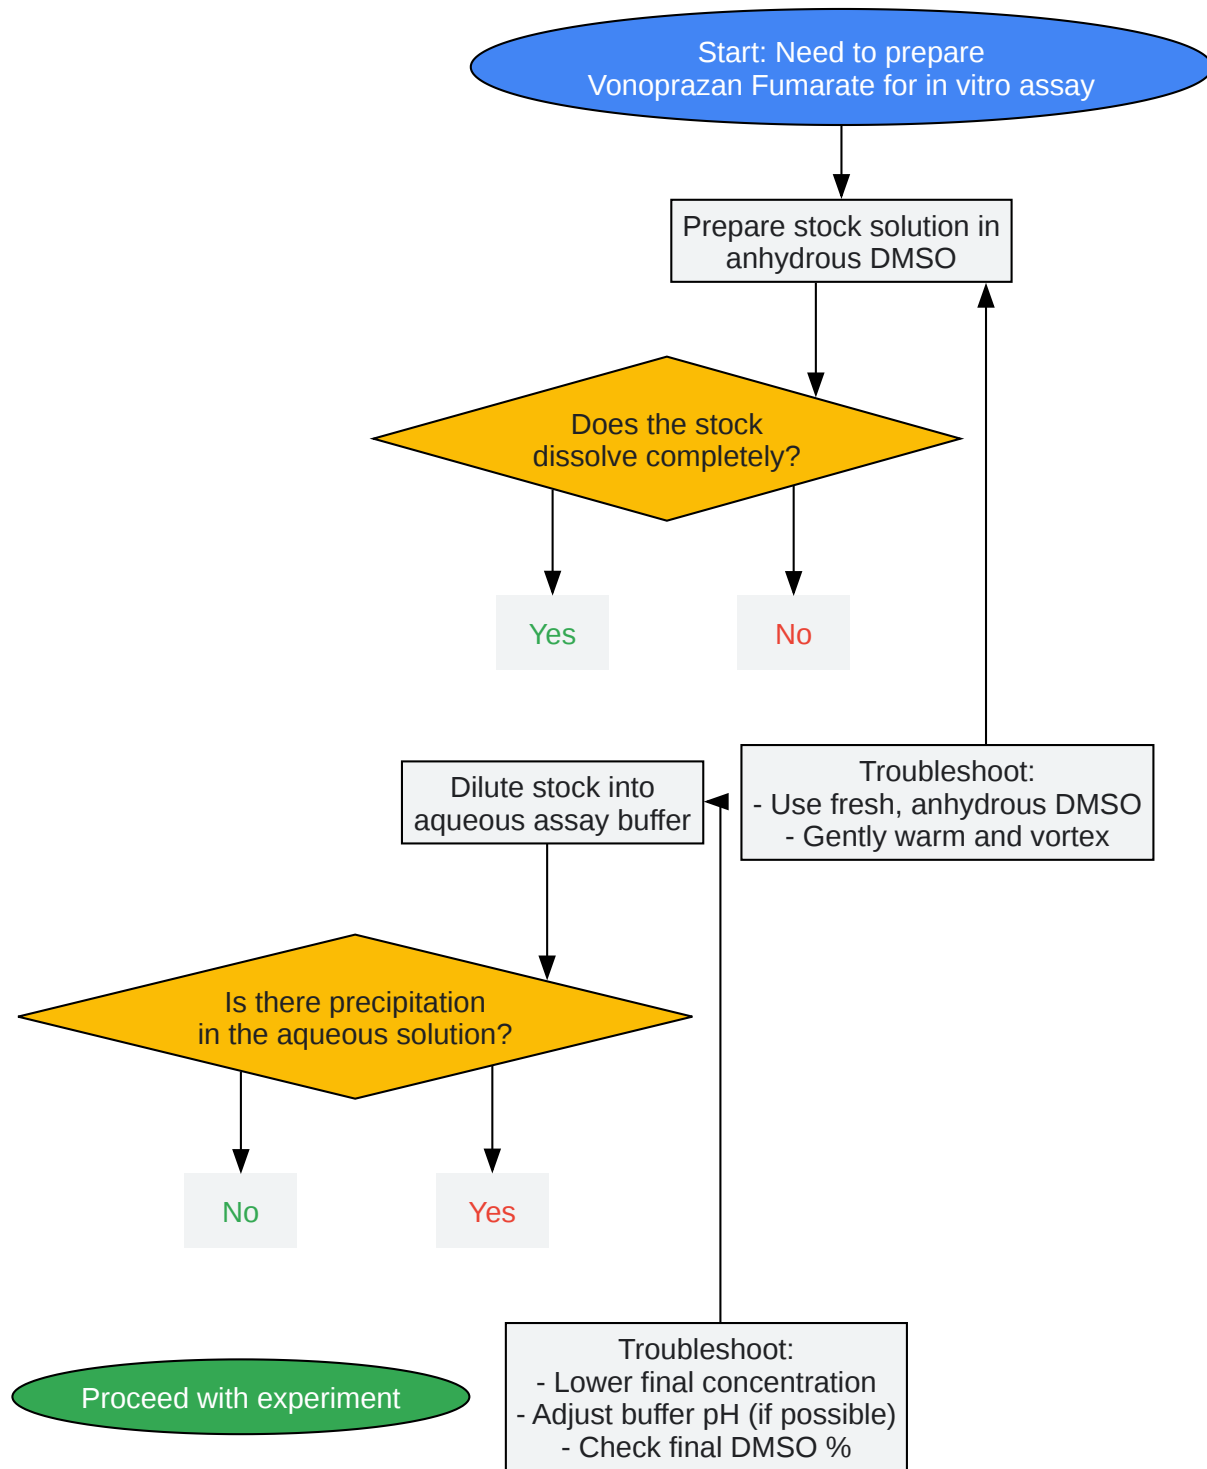 Start: Need to prepare
Vonoprazan Fumarate for in vitro assay
Prepare stock solution in
anhydrous DMSO
Does the stock
dissolve completely?
Yes
No
Dilute stock into
aqueous assay buffer
Troubleshoot:
- Use fresh, anhydrous DMSO
- Gently warm and vortex
Is there precipitation
in the aqueous solution?
No
Yes
Proceed with experiment
Troubleshoot:
- Lower final concentration
- Adjust buffer pH (if possible)
- Check final DMSO %